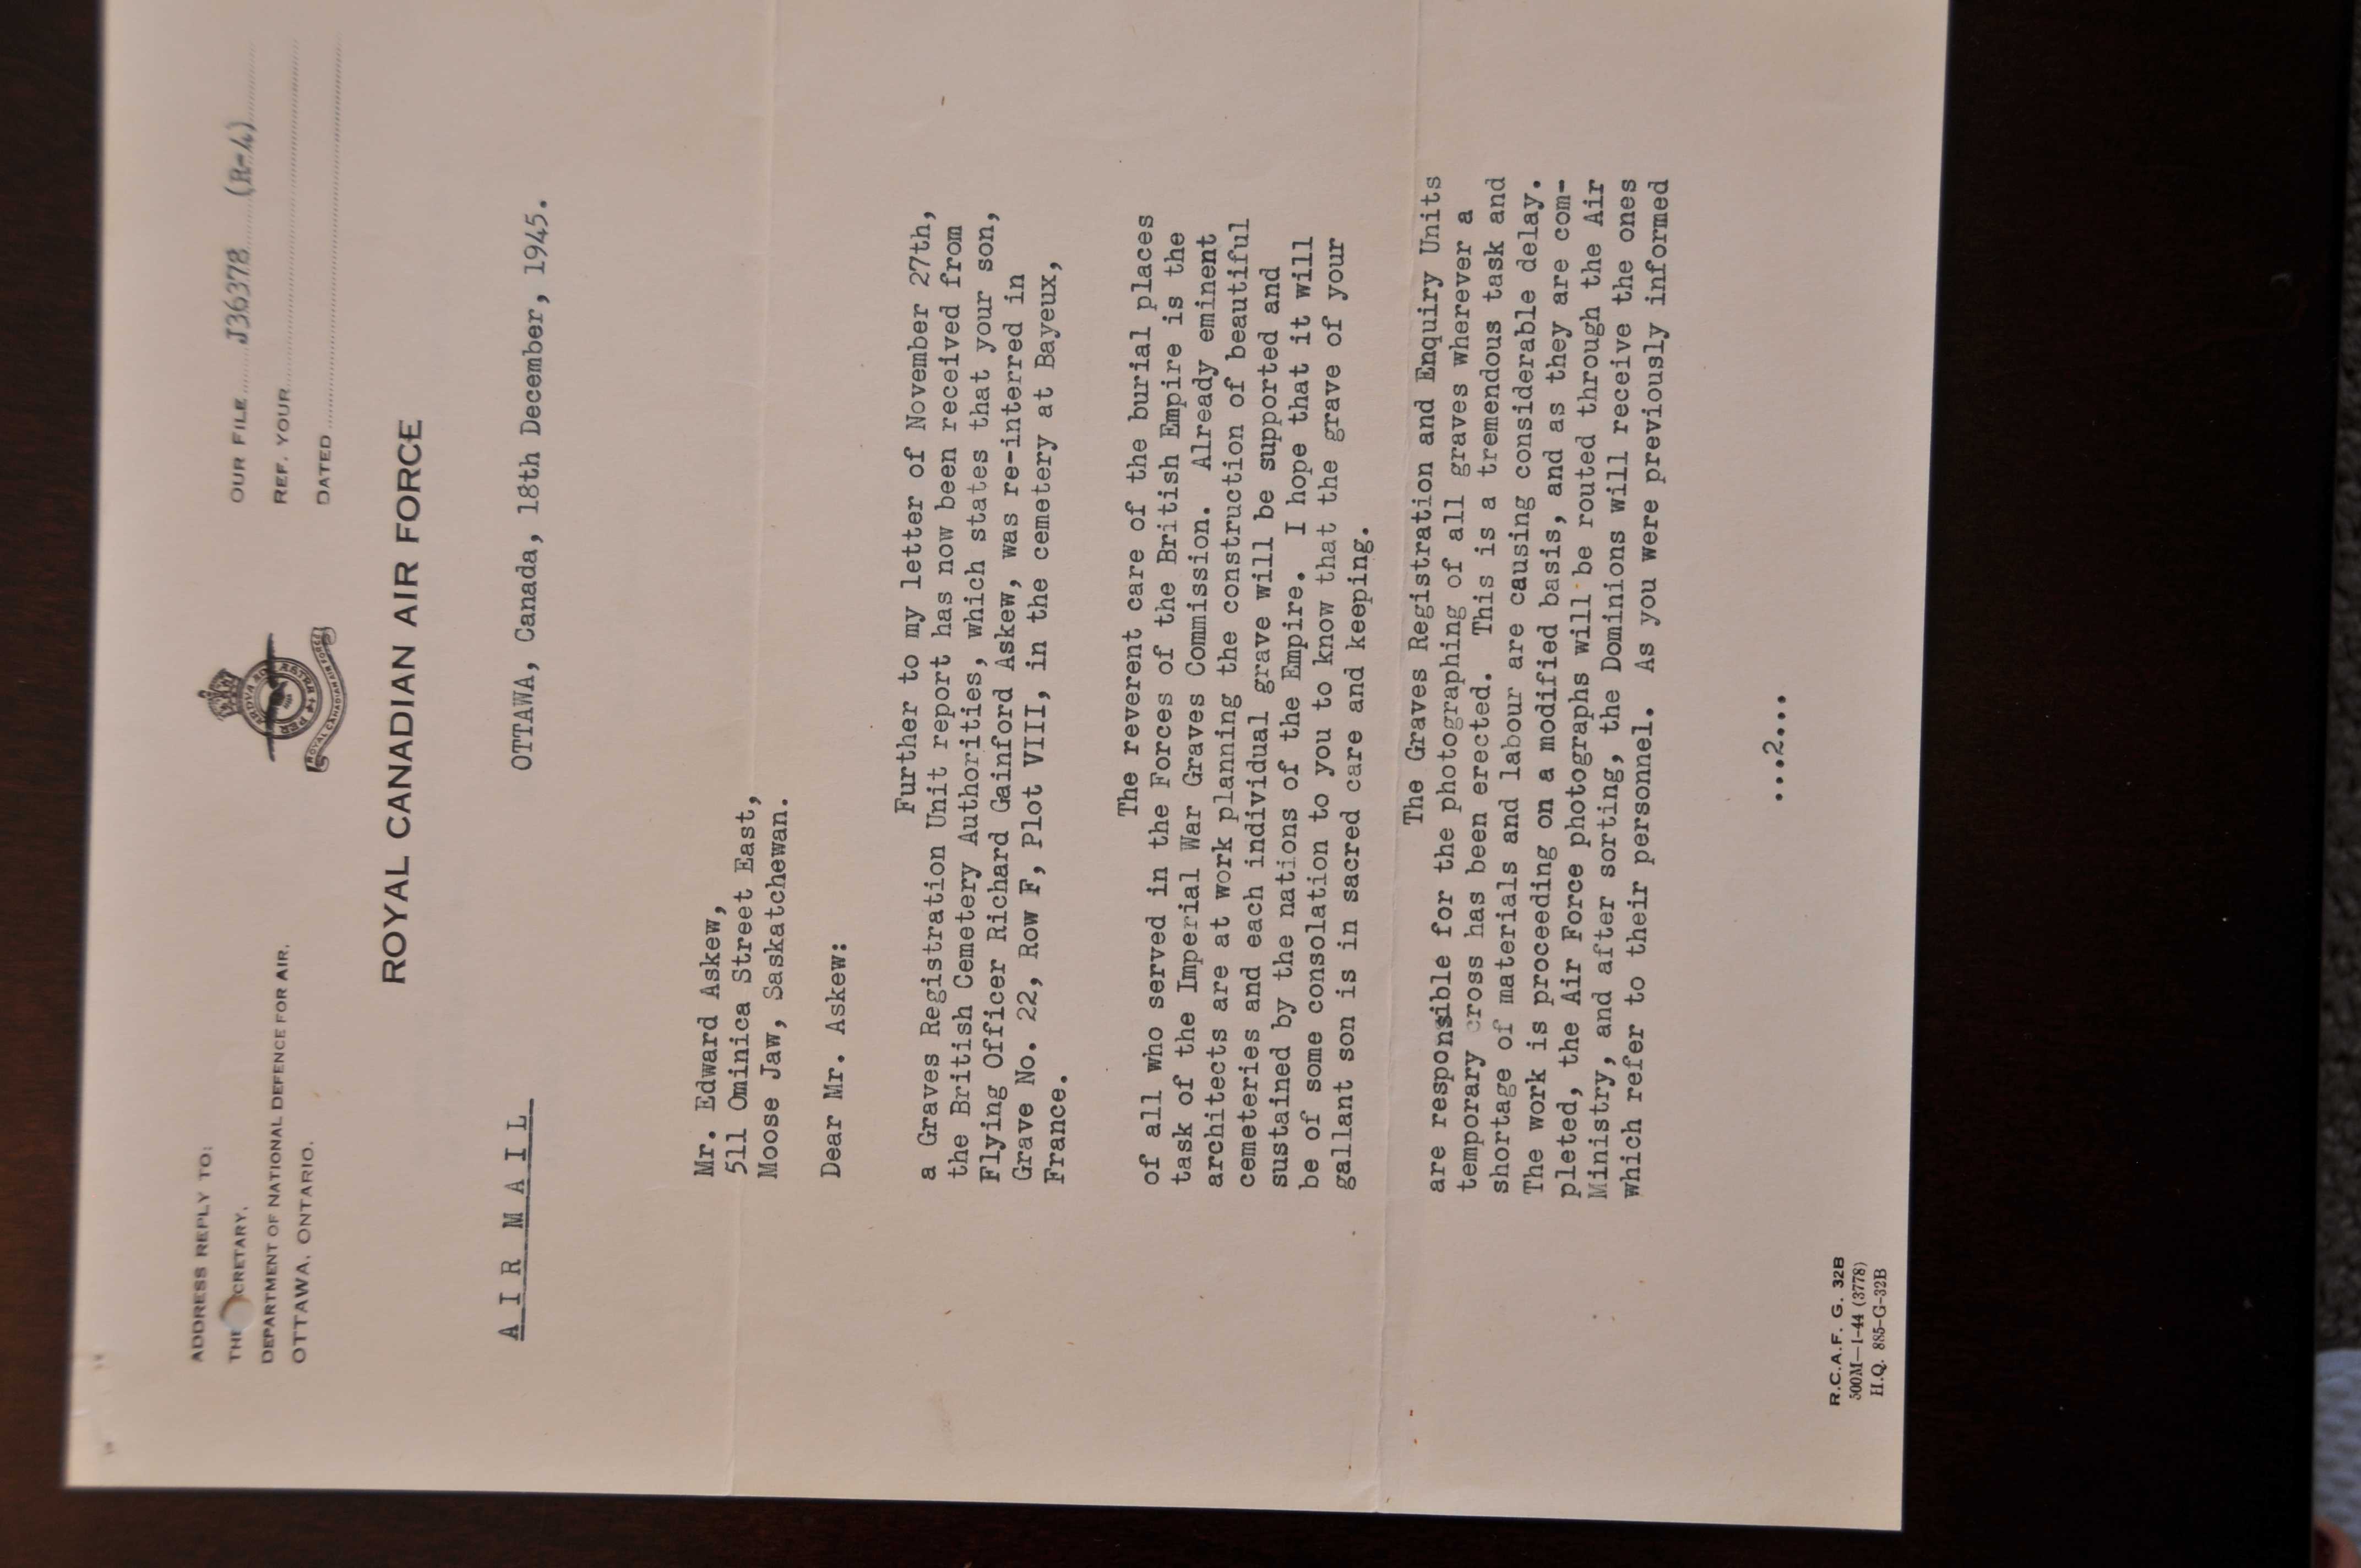 ADDRESS REPLY TO:
THE CRETARY,
DEPARTMENT OF NATIONAL DEFENCE FOR AIR,
OTTAWA, ONTARIO.
PER ARDUA AD ASTRA
ROYAL CANADIAN AIR FORCE
OUR FILE J36378 (R-4)
REF. YOUR
DATED
ROYAL CANADIAN AIR FORCE
A I R M A I L
OTTAWA, Canada, 18th December, 1945.
Mr. Edward Askew,
511 Ominica Street East,
Moose Jaw, Saskatchewan.
Dear Mr. Askew:
Further to my letter of November 27th,
a Graves Registration Unit report has now been received from
the British Cemetery Authorities, which states that your son,
Flying Officer Richard Gainford Askew, was re-interred in
Grave No. 22, Row F, Plot VIII, in the cemetery at Bayeux,
France.
The reverent care of the burial places
of all who served in the Forces of the British Empire is the
task of the Imperial War Graves Commission. Already eminent
architects are at work planning the construction of beautiful
cemeteries and each individual grave will be supported and
sustained by the nations of the Empire. I hope that it will
be of some consolation to you to know that the grave of your
gallant son is in sacred care and keeping.
The Graves Registration and Enquiry Units
are responsible for the photographing of all graves wherever a
temporary cross has been erected. This is a tremendous task and
shortage of materials and labour are causing considerable delay.
The work is proceeding on a modified basis, and as they are com-
pleted, the Air Force photographs will be routed through the Air
Ministry, and after sorting, the Dominions will receive the ones
which refer to their personnel. As you were previously informed
...2...
R.C.A.F. G. 32B
500M—1-44 (3778)
H.Q. 885-G-32B